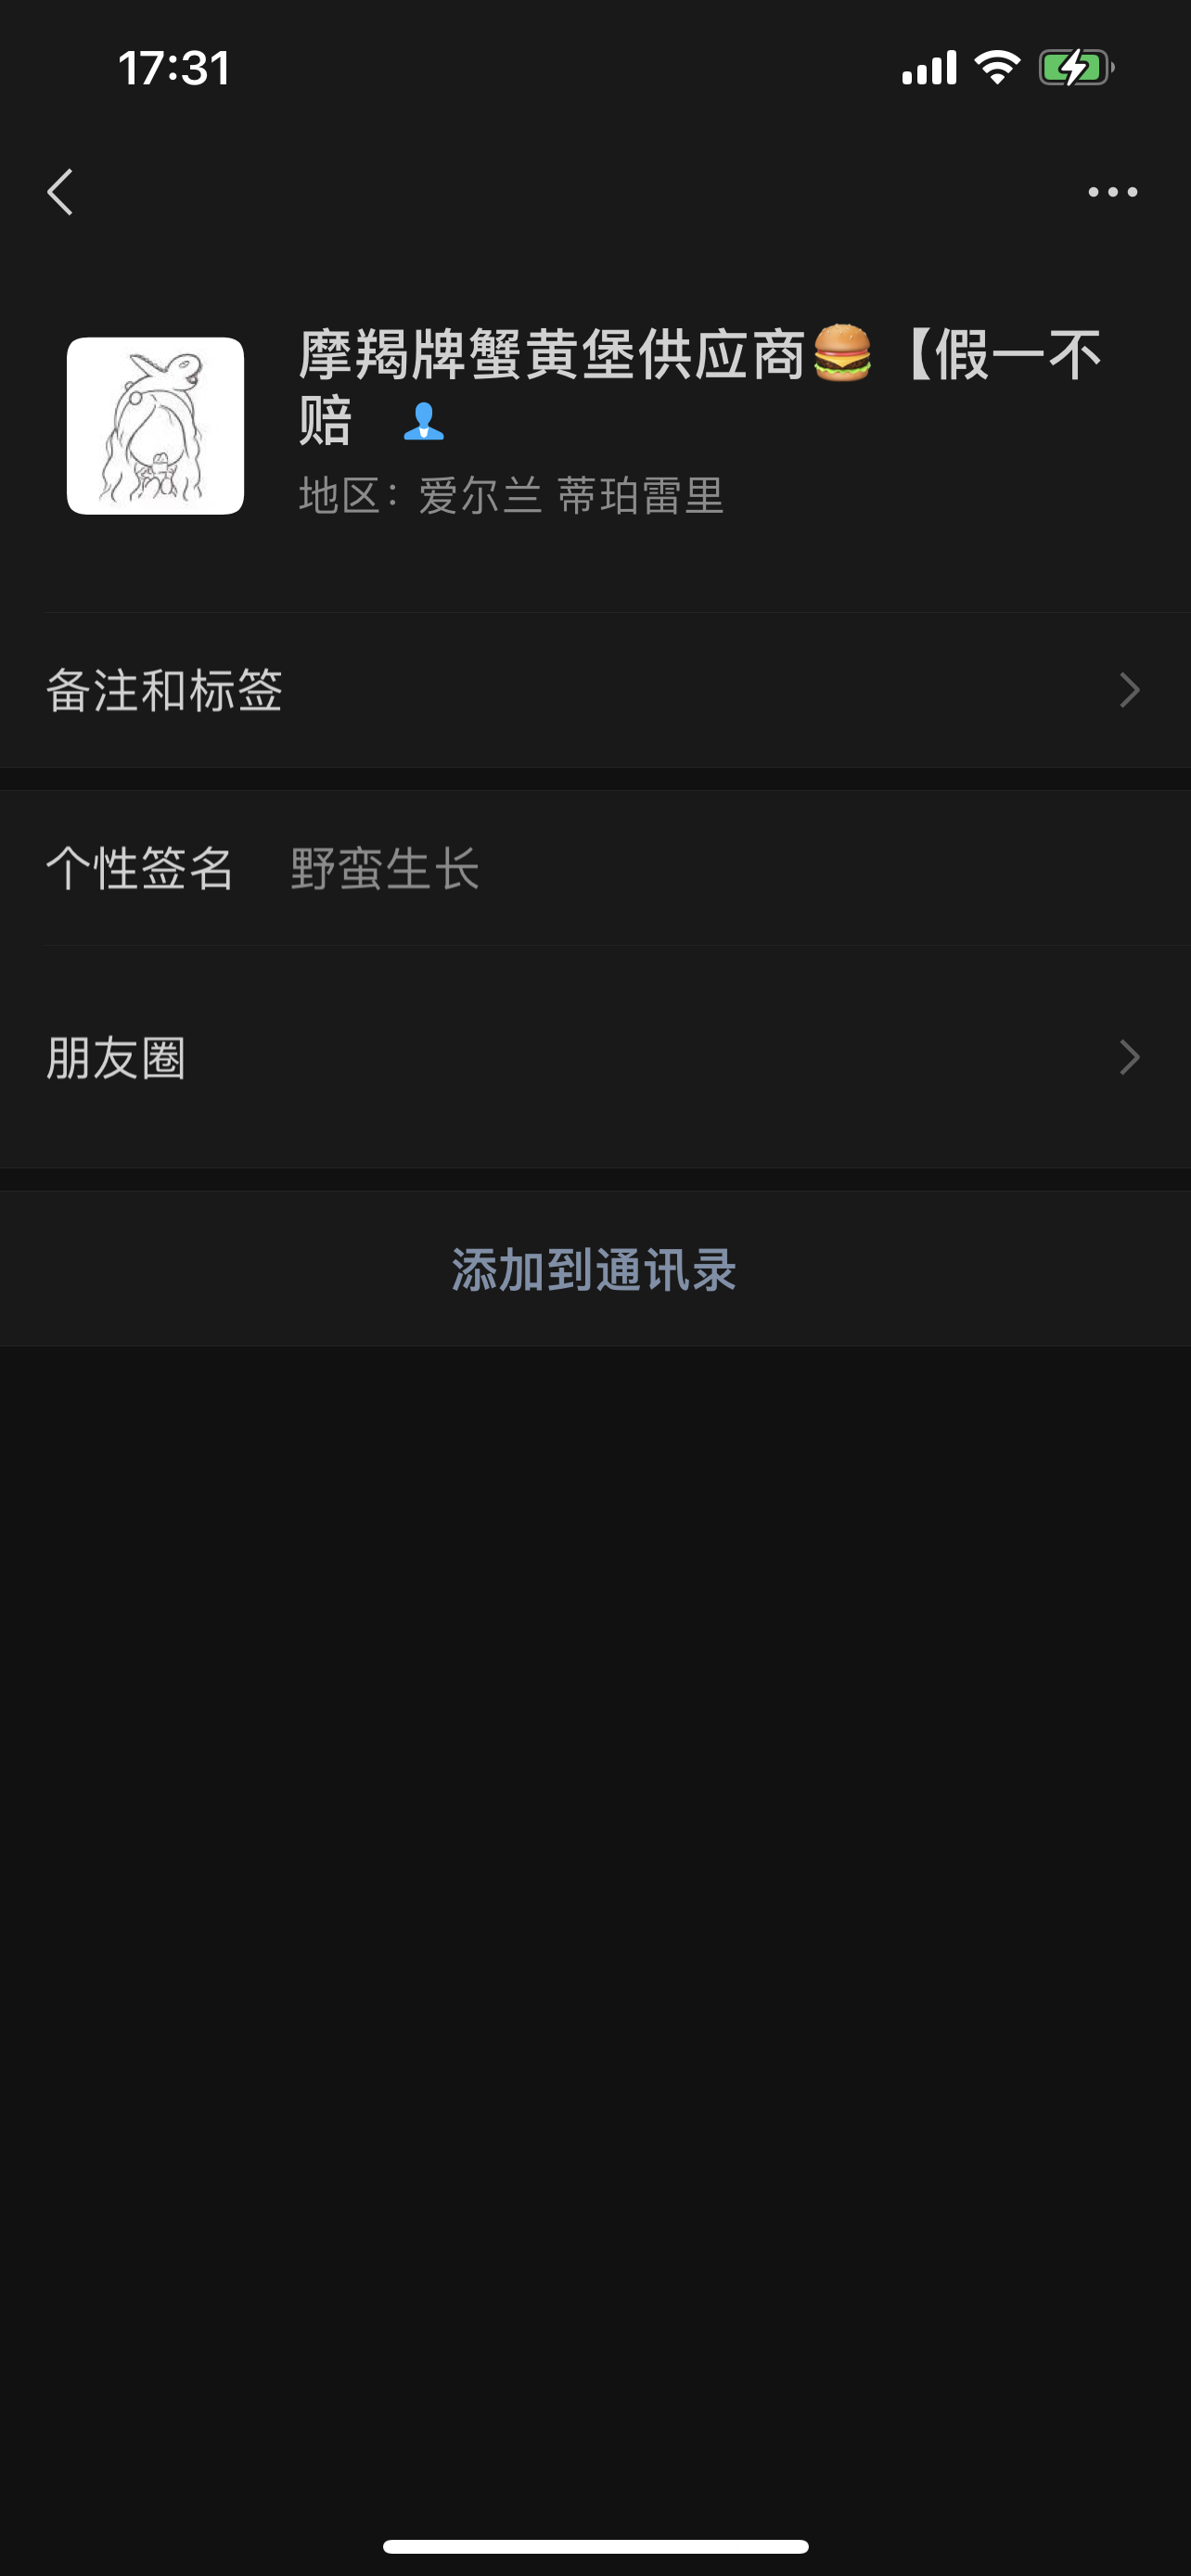 17:31
摩羯牌蟹黄堡供应商🍔【假一不
赔
地区：爱尔兰 蒂珀雷里
备注和标签
个性签名 野蛮生长
朋友圈
添加到通讯录